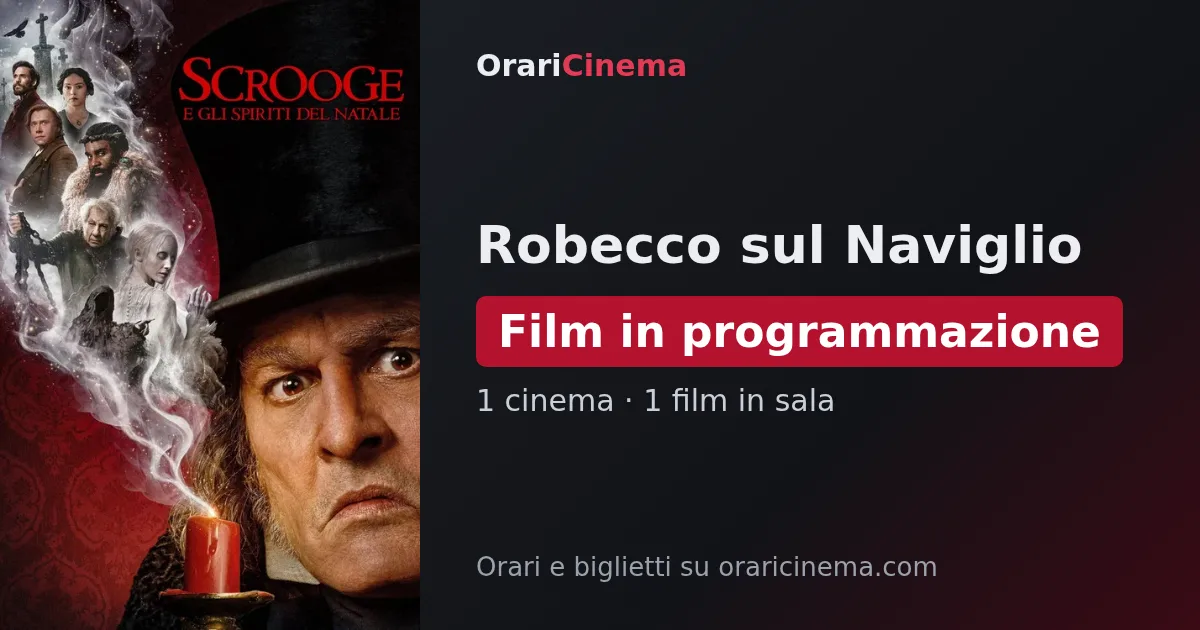 SCROOGE
E GLI SPIRITI DEL NATALE
OrariCinema
Robecco sul Naviglio
Film in programmazione
1 cinema · 1 film in sala
Orari e biglietti su oraricinema.com